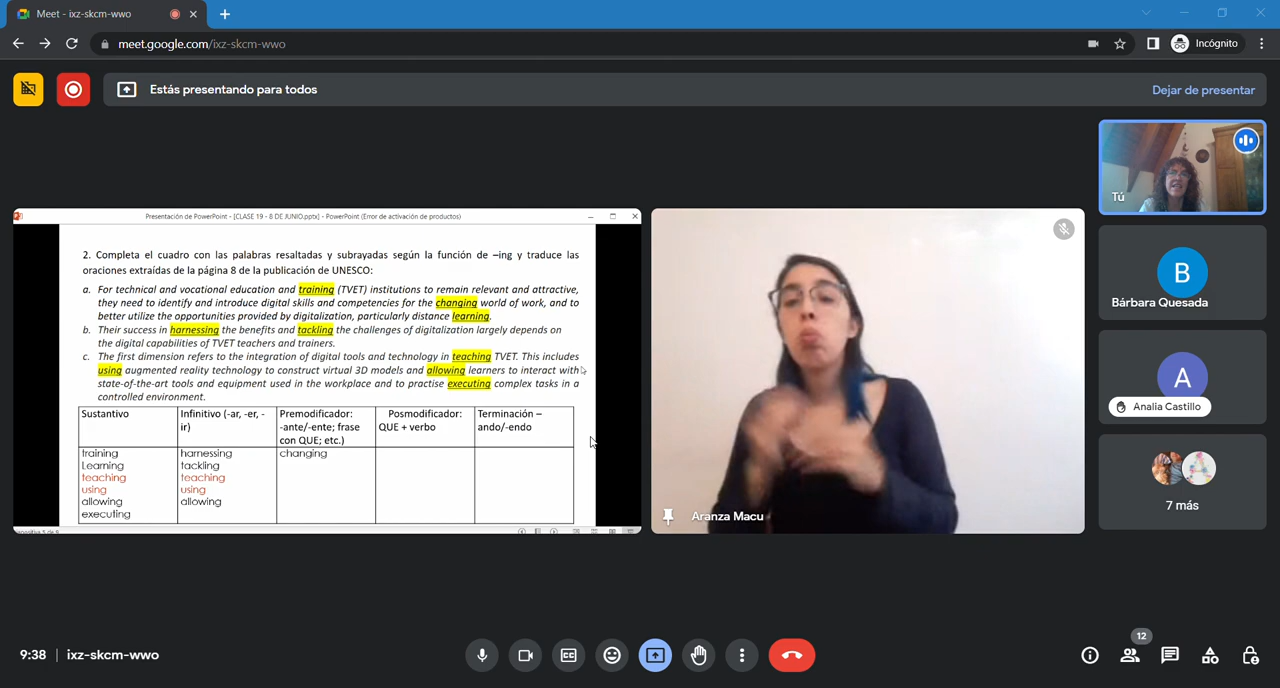 Meet - ixz-skcm-wwo
meet.google.com/ixz-skcm-wwo
Incógnito
Estás presentando para todos
Dejar de presentar
Presentación de PowerPoint - [CLASE 19 - 8 DE JUNIO.pptx] - PowerPoint (Error de activación de productos)
2. Completa el cuadro con las palabras resaltadas y subrayadas según la función de –ing y traduce las
oraciones extraídas de la página 8 de la publicación de UNESCO:
a. For technical and vocational education and training (TVET) institutions to remain relevant and attractive,
they need to identify and introduce digital skills and competencies for the changing world of work, and to
better utilize the opportunities provided by digitalization, particularly distance learning.
b. Their success in harnessing the benefits and tackling the challenges of digitalization largely depends on
the digital capabilities of TVET teachers and trainers.
c. The first dimension refers to the integration of digital tools and technology in teaching TVET. This includes
using augmented reality technology to construct virtual 3D models and allowing learners to interact with
state-of-the-art tools and equipment used in the workplace and to practise executing complex tasks in a
controlled environment.
Sustantivo
Infinitivo (-ar, -er, -
ir)
Premodificador:
-ante/-ente; frase
con QUE; etc.)
Posmodificador:
QUE + verbo
Terminación –
ando/-endo
training
Learning
teaching
using
allowing
executing
harnessing
tackling
teaching
using
allowing
changing
Aranza Macu
Tú
B
Bárbara Quesada
A
Analia Castillo
7 más
9:38
ixz-skcm-wwo
12